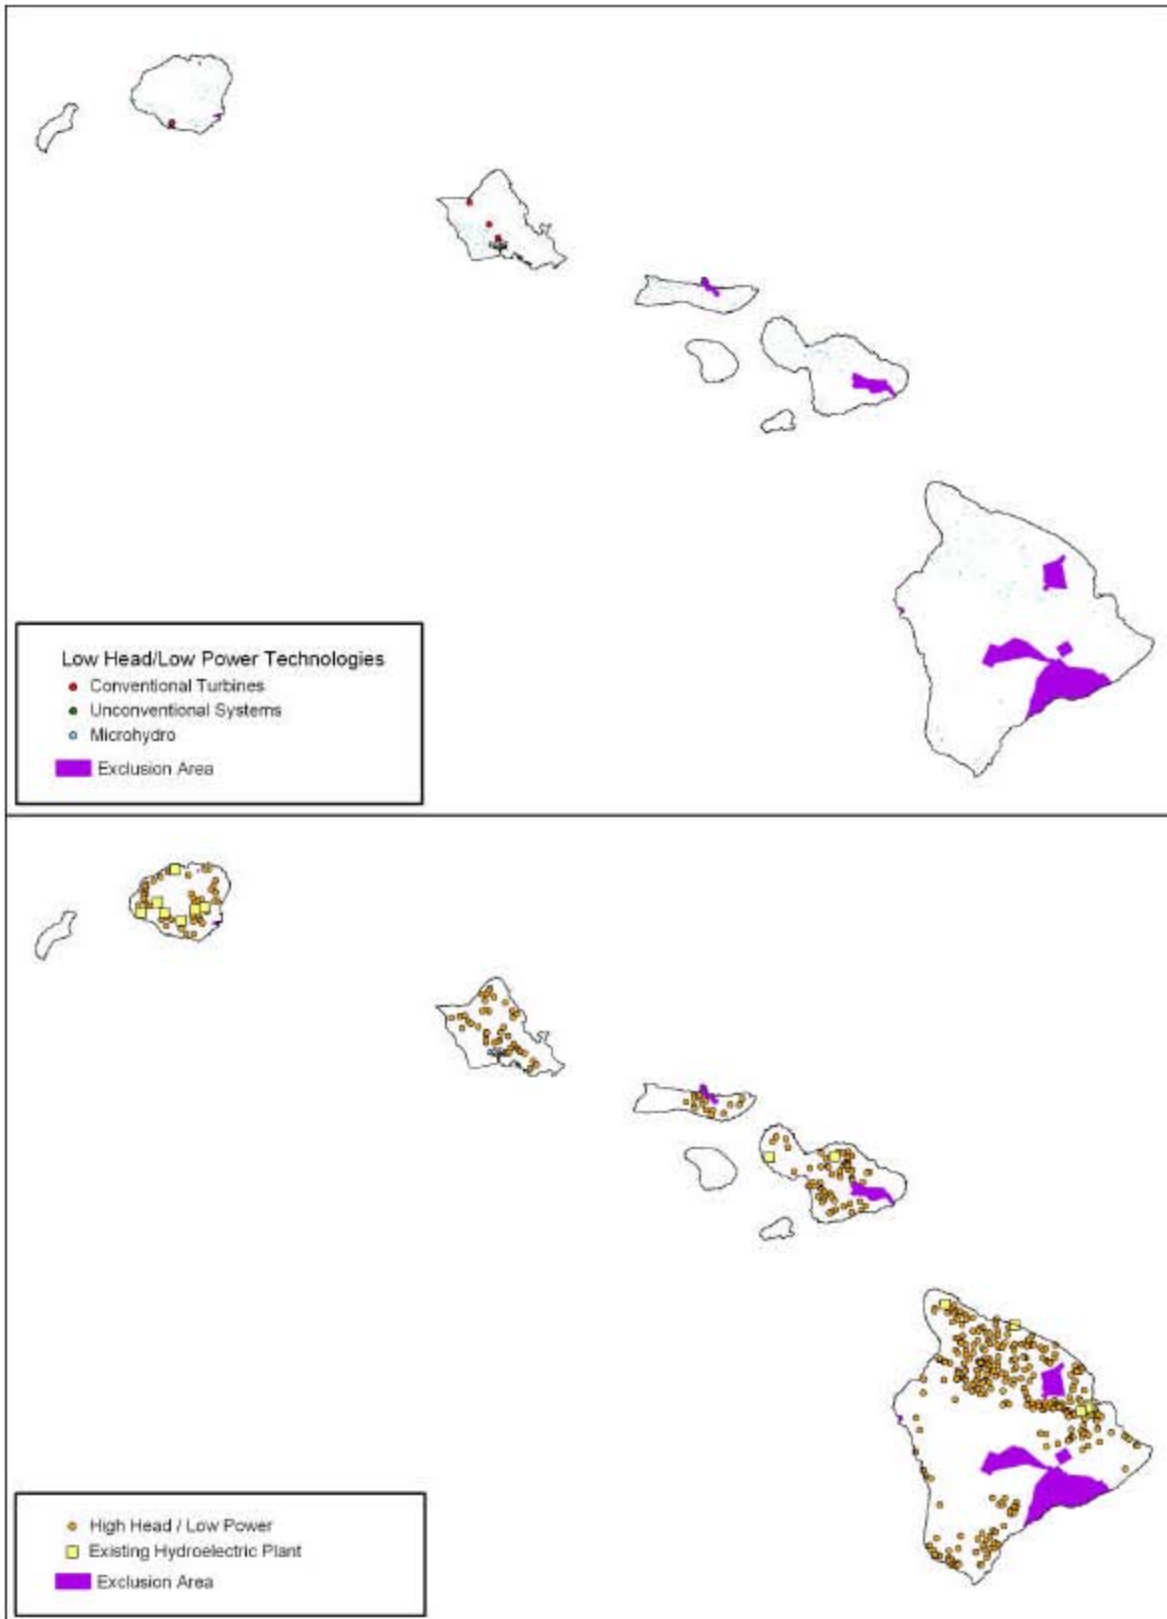 Low Head/Low Power Technologies
Conventional Turbines
Unconventional Systems
Microhydro
Exclusion Area
High Head / Low Power
Existing Hydroelectric Plant
Exclusion Area